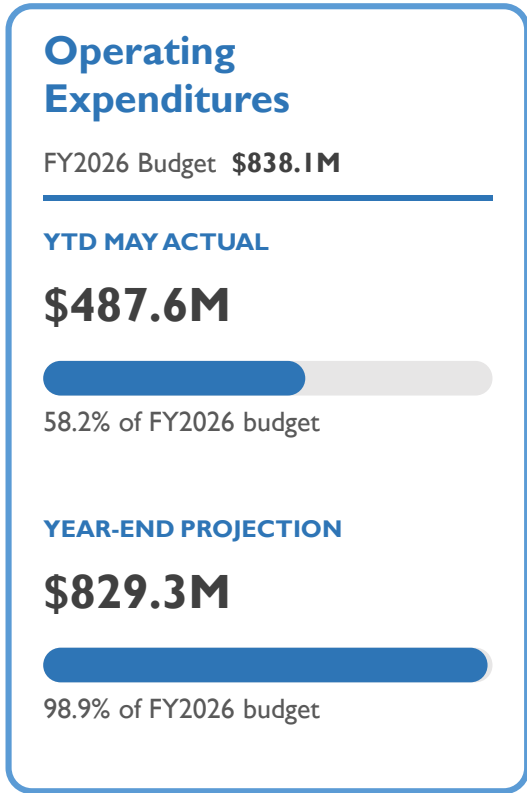 Operating
Expenditures
FY2026 Budget $838.1M
YTD MAY ACTUAL
$487.6M
58.2% of FY2026 budget
YEAR-END PROJECTION
$829.3M
98.9% of FY2026 budget